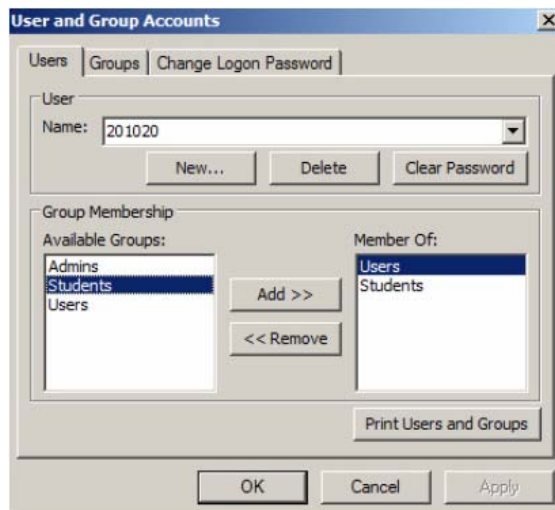 User and Group Accounts
Users Groups Change Logon Password
User
Name: 201020
New... Delete Clear Password
Group Membership
Available Groups: Member Of:
Admins Users
Students Students
Users
Add >>
<< Remove
Print Users and Groups
OK Cancel Apply